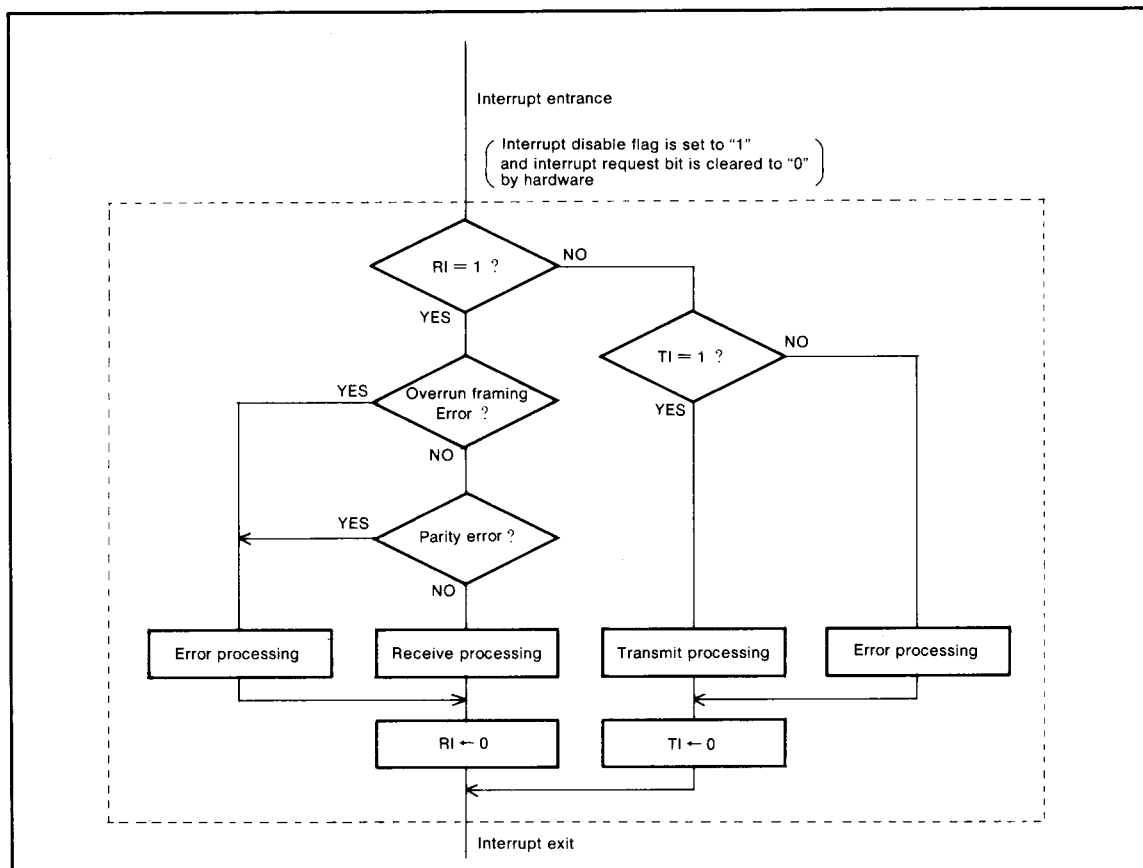 Interrupt entrance
Interrupt disable flag is set to “1”
and interrupt request bit is cleared to “0”
by hardware
RI = 1 ?
NO
YES
TI = 1 ?
NO
YES
Overrun framing
Error ?
YES
NO
Parity error ?
YES
NO
Error processing
Receive processing
Transmit processing
Error processing
RI ← 0
TI ← 0
Interrupt exit